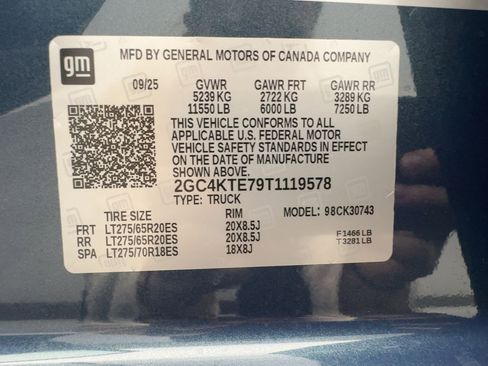 gm
MFD BY GENERAL MOTORS OF CANADA COMPANY
09/25 GVWR GAWR FRT GAWR RR
5239 KG 2722 KG 3289 KG
11550 LB 6000 LB 7250 LB
THIS VEHICLE CONFORMS TO ALL
APPLICABLE U.S. FEDERAL MOTOR
VEHICLE SAFETY STANDARDS IN EFFECT
ON THE DATE OF MANUFACTURE
SHOWN ABOVE.
2GC4KTE79T1119578
TYPE: TRUCK
TIRE SIZE RIM MODEL: 98CK30743
FRT LT275/65R20ES 20X8.5J
RR LT275/65R20ES 20X8.5J
SPA LT275/70R18ES 18X8J
F1466 LB
T3281 LB